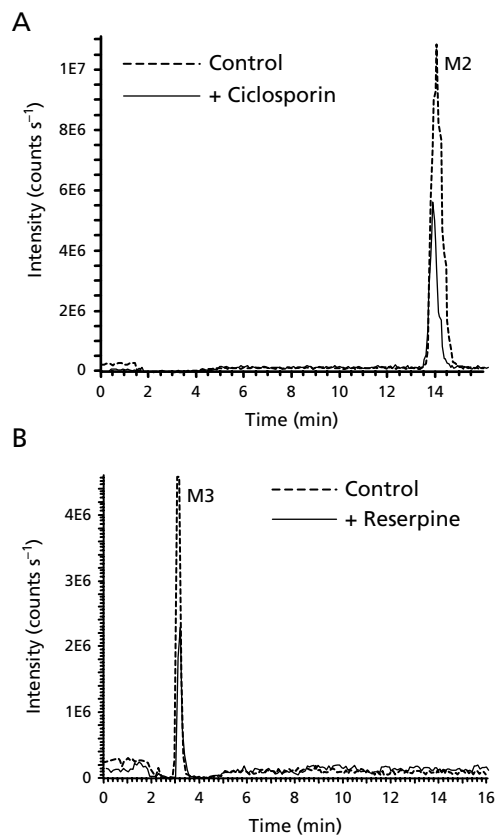 A
Control
+ Ciclosporin
M2
1E7
8E6
6E6
4E6
2E6
0
Intensity (counts s⁻¹)
0 2 4 6 8 10 12 14
Time (min)
B
Control
+ Reserpine
M3
4E6
3E6
2E6
1E6
0
Intensity (counts s⁻¹)
0 2 4 6 8 10 12 14 16
Time (min)